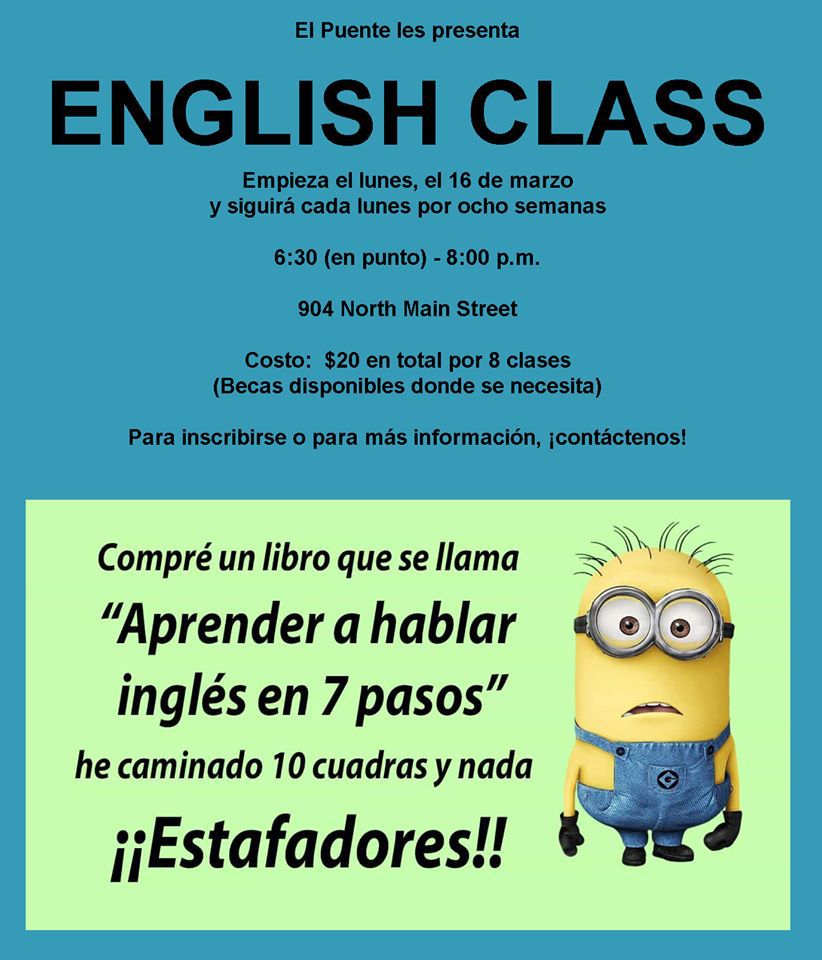 El Puente les presenta
ENGLISH CLASS
Empieza el lunes, el 16 de marzo
y siguirá cada lunes por ocho semanas
6:30 (en punto) - 8:00 p.m.
904 North Main Street
Costo:  $20 en total por 8 clases
(Becas disponibles donde se necesita)
Para inscribirse o para más información, ¡contáctenos!
Compré un libro que se llama
“Aprender a hablar
inglés en 7 pasos”
he caminado 10 cuadras y nada
¡¡Estafadores!!